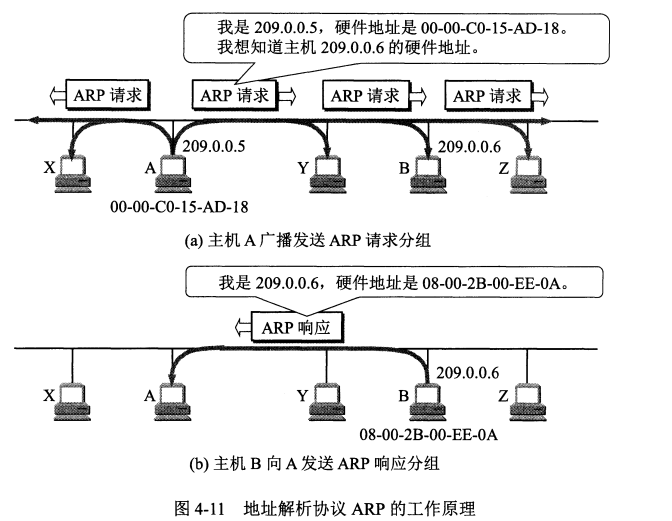 我是 209.0.0.5，硬件地址是 00-00-C0-15-AD-18。
我想知道主机 209.0.0.6 的硬件地址。
ARP 请求
ARP 请求
ARP 请求
ARP 请求
209.0.0.5
209.0.0.6
X
A
Y
B
Z
00-00-C0-15-AD-18
(a) 主机 A 广播发送 ARP 请求分组
我是 209.0.0.6，硬件地址是 08-00-2B-00-EE-0A。
ARP 响应
209.0.0.6
X
A
Y
B
Z
08-00-2B-00-EE-0A
(b) 主机 B 向 A 发送 ARP 响应分组
图 4-11 地址解析协议 ARP 的工作原理